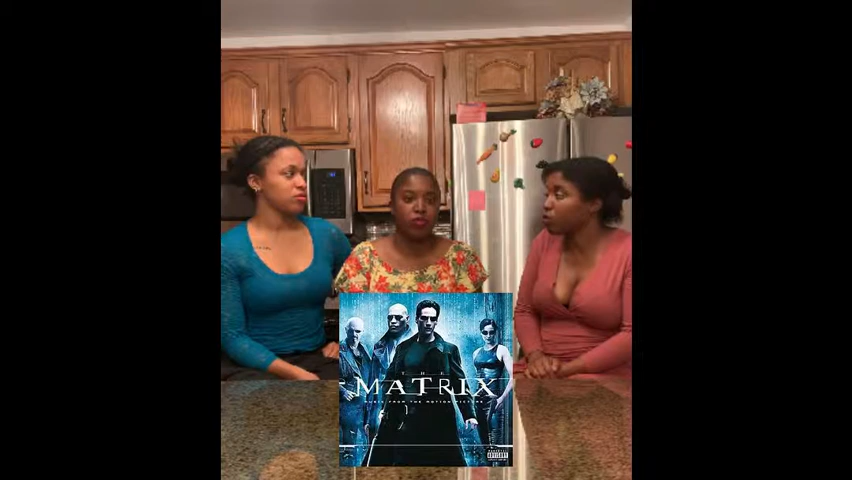 THE
MATRIX
MUSIC FROM THE MOTION PICTURE
PARENTAL
ADVISORY
EXPLICIT CONTENT